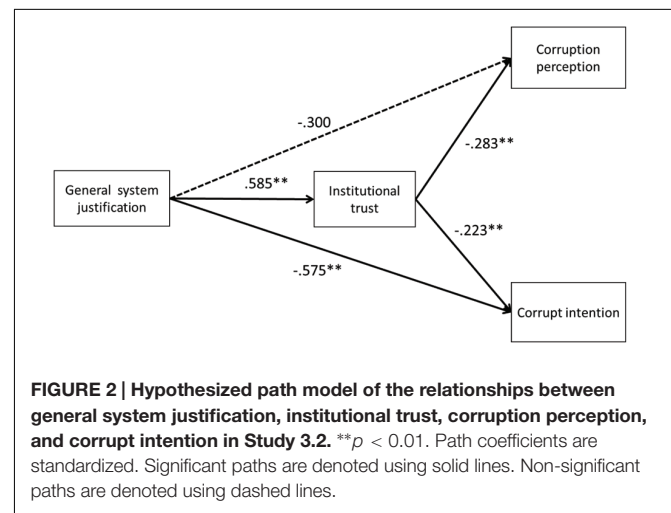 Corruption
perception
-.300
-.283**
General system
justification
.585**
Institutional
trust
-.223**
-.575**
Corrupt intention
FIGURE 2 | Hypothesized path model of the relationships between
general system justification, institutional trust, corruption perception,
and corrupt intention in Study 3.2. **p < 0.01. Path coefficients are
standardized. Significant paths are denoted using solid lines. Non-significant
paths are denoted using dashed lines.